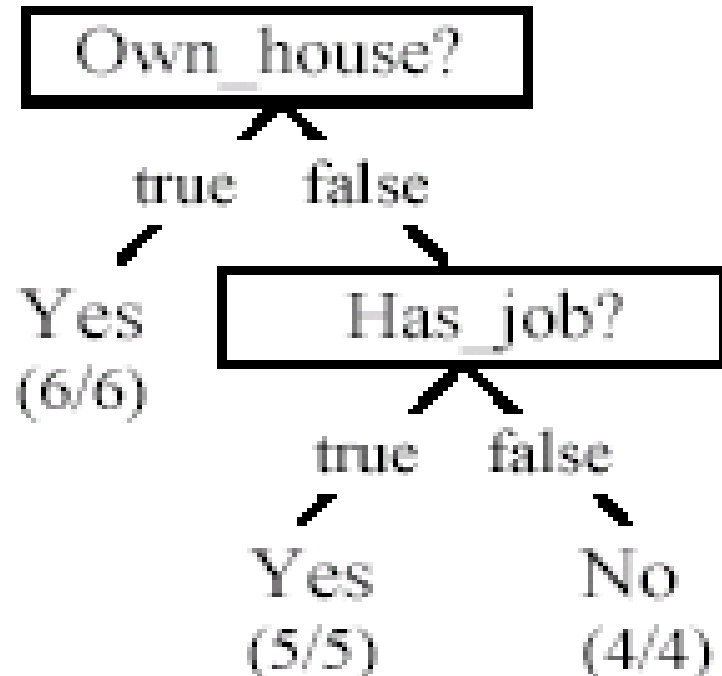 Own_house?
true false
Yes
(6/6)
Has_job?
true false
Yes No
(5/5) (4/4)